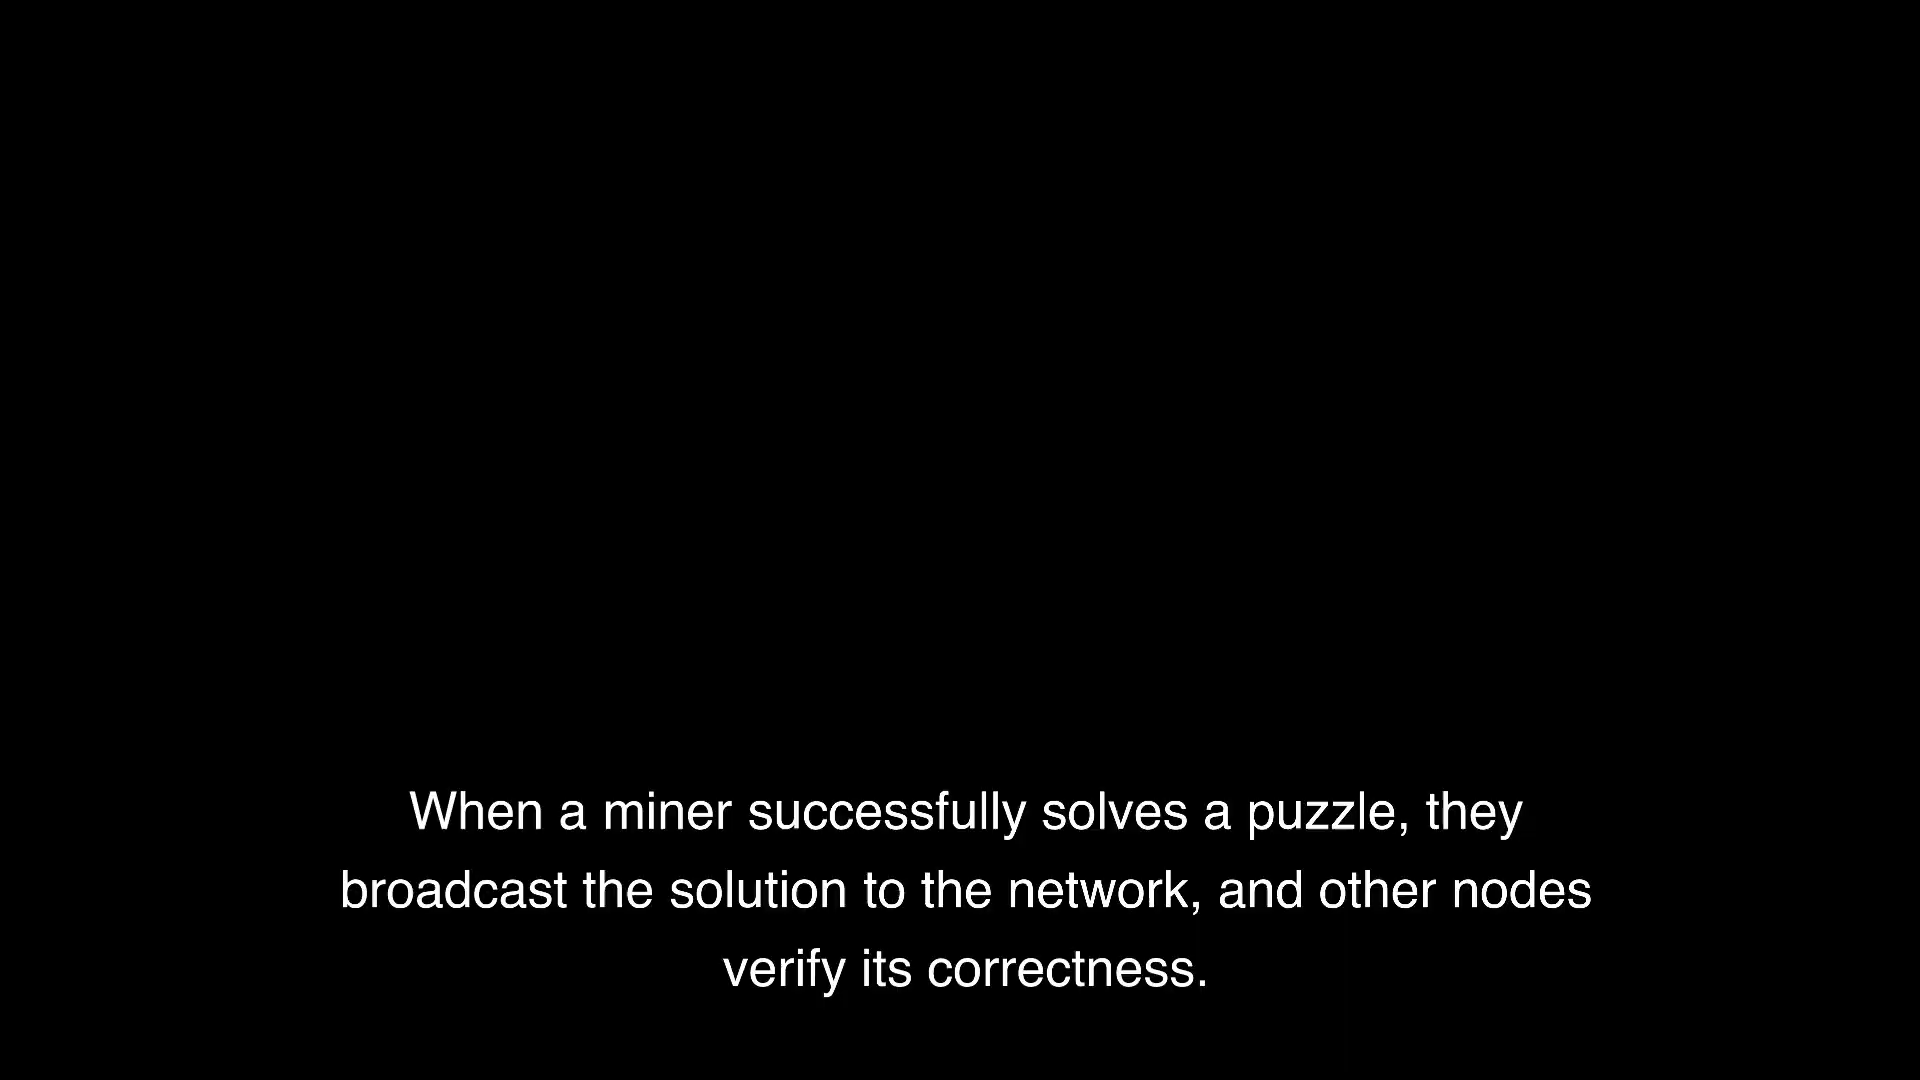 When a miner successfully solves a puzzle, they
broadcast the solution to the network, and other nodes
verify its correctness.